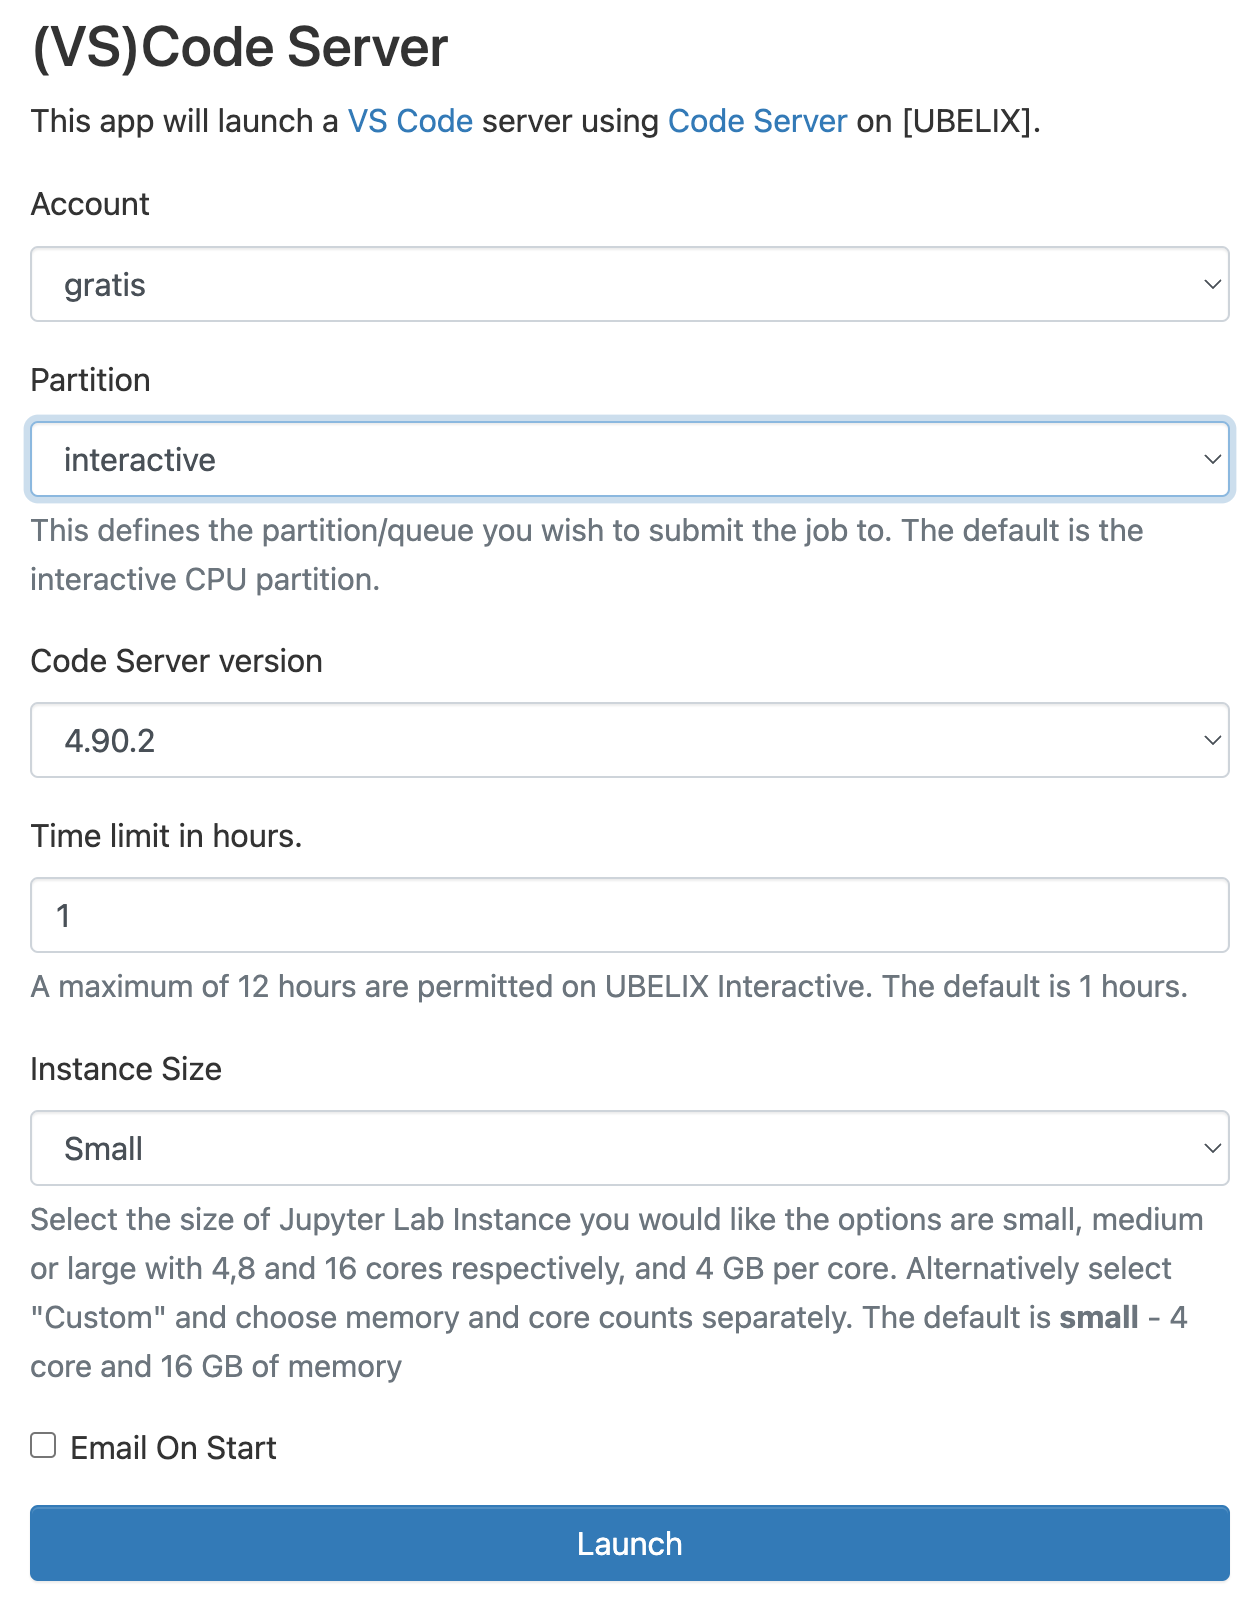 (VS)Code Server
This app will launch a VS Code server using Code Server on [UBELIX].
Account
gratis
Partition
interactive
This defines the partition/queue you wish to submit the job to. The default is the
interactive CPU partition.
Code Server version
4.90.2
Time limit in hours.
1
A maximum of 12 hours are permitted on UBELIX Interactive. The default is 1 hours.
Instance Size
Small
Select the size of Jupyter Lab Instance you would like the options are small, medium
or large with 4,8 and 16 cores respectively, and 4 GB per core. Alternatively select
"Custom" and choose memory and core counts separately. The default is small - 4
core and 16 GB of memory
Email On Start
Launch